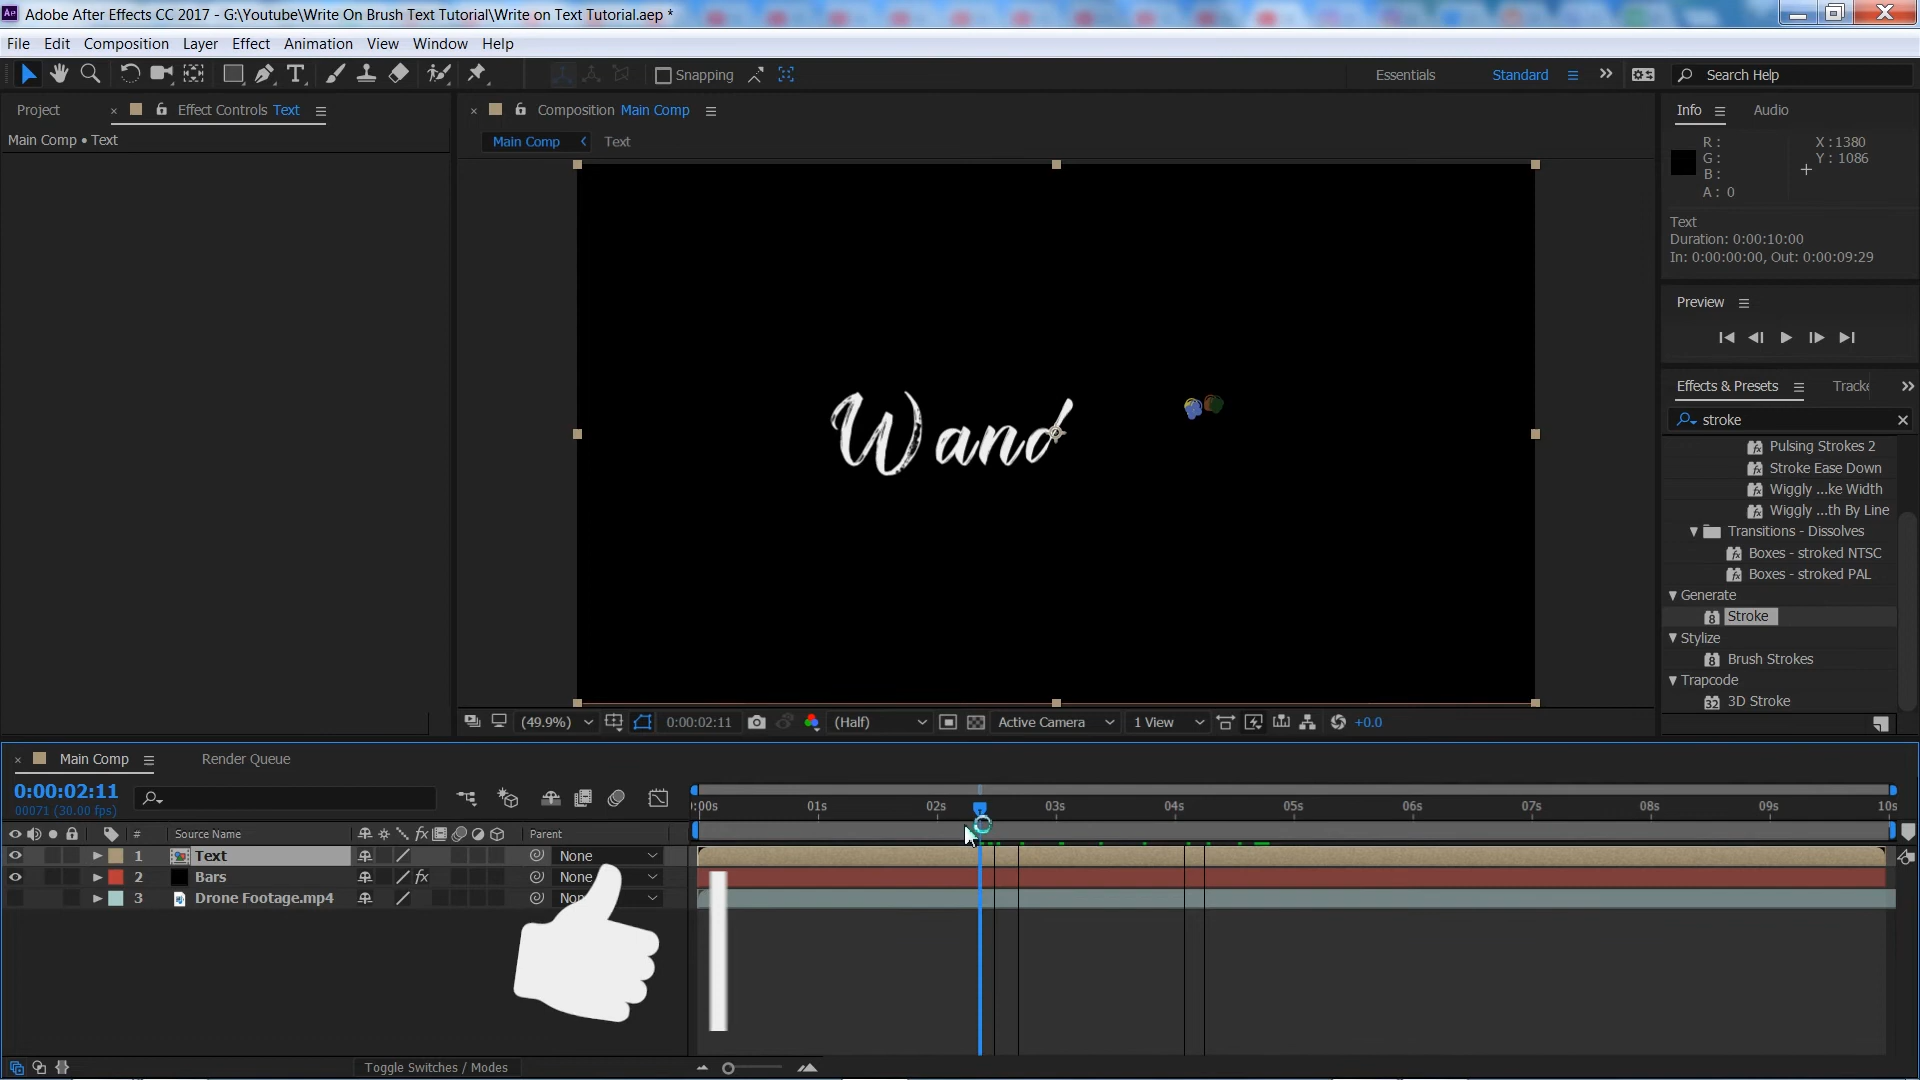 Adobe After Effects CC 2017 - G:\Youtube\Write On Brush Text Tutorial\Write on Text Tutorial.aep *
File Edit Composition Layer Effect Animation View Window Help
Snapping Essentials Standard Search Help
Project Effect Controls Text
Composition Main Comp
Info Audio
Main Comp • Text
Main Comp Text
R :
G :
B :
A : 0
X : 1380
Y : 1086
Text
Duration: 0:00:10:00
In: 0:00:00:00, Out: 0:00:09:29
Preview
Effects & Presets Tracke
stroke
Pulsing Strokes 2
Stroke Ease Down
Wiggly ...ke Width
Wiggly ...th By Line
Transitions - Dissolves
Boxes - stroked NTSC
Boxes - stroked PAL
Generate
Stroke
Stylize
Brush Strokes
Trapcode
3D Stroke
Wand
(49.9%) 0:00:02:11 (Half) Active Camera 1 View +0.0
Main Comp Render Queue
0:00:02:11
00071 (30.00 fps)
:00s 01s 02s 03s 04s 05s 06s 07s 08s 09s 10s
# Source Name fx Parent
1 Text None
2 Bars fx None
3 Drone Footage.mp4
Toggle Switches / Modes